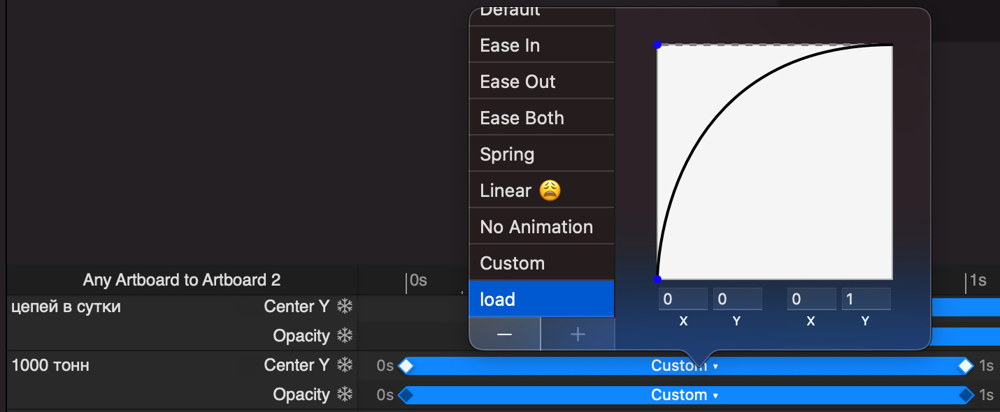 Default
Ease In
Ease Out
Ease Both
Spring
Linear 😩
No Animation
Custom
load
0 0 0 1
X Y X Y
Any Artboard to Artboard 2 0s 1s
цепей в сутки Center Y
Opacity
1000 тонн Center Y 0s Custom 1s
Opacity 0s Custom 1s